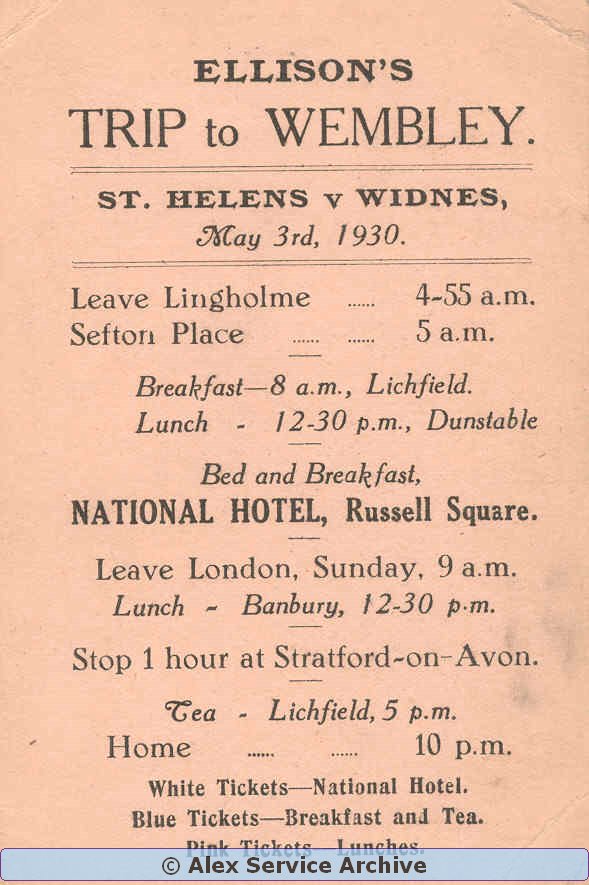 ELLISON'S
TRIP to WEMBLEY.
ST. HELENS v WIDNES,
May 3rd, 1930.
Leave Lingholme ...... 4-55 a.m.
Sefton Place ...... ...... 5 a.m.
Breakfast—8 a.m., Lichfield.
Lunch - 12-30 p.m., Dunstable
Bed and Breakfast,
NATIONAL HOTEL, Russell Square.
Leave London, Sunday, 9 a.m.
Lunch - Banbury, 12-30 p.m.
Stop 1 hour at Stratford-on-Avon.
Tea - Lichfield, 5 p.m.
Home ...... ...... 10 p.m.
White Tickets—National Hotel.
Blue Tickets—Breakfast and Tea.
Pink Tickets—Lunches.
© Alex Service Archive